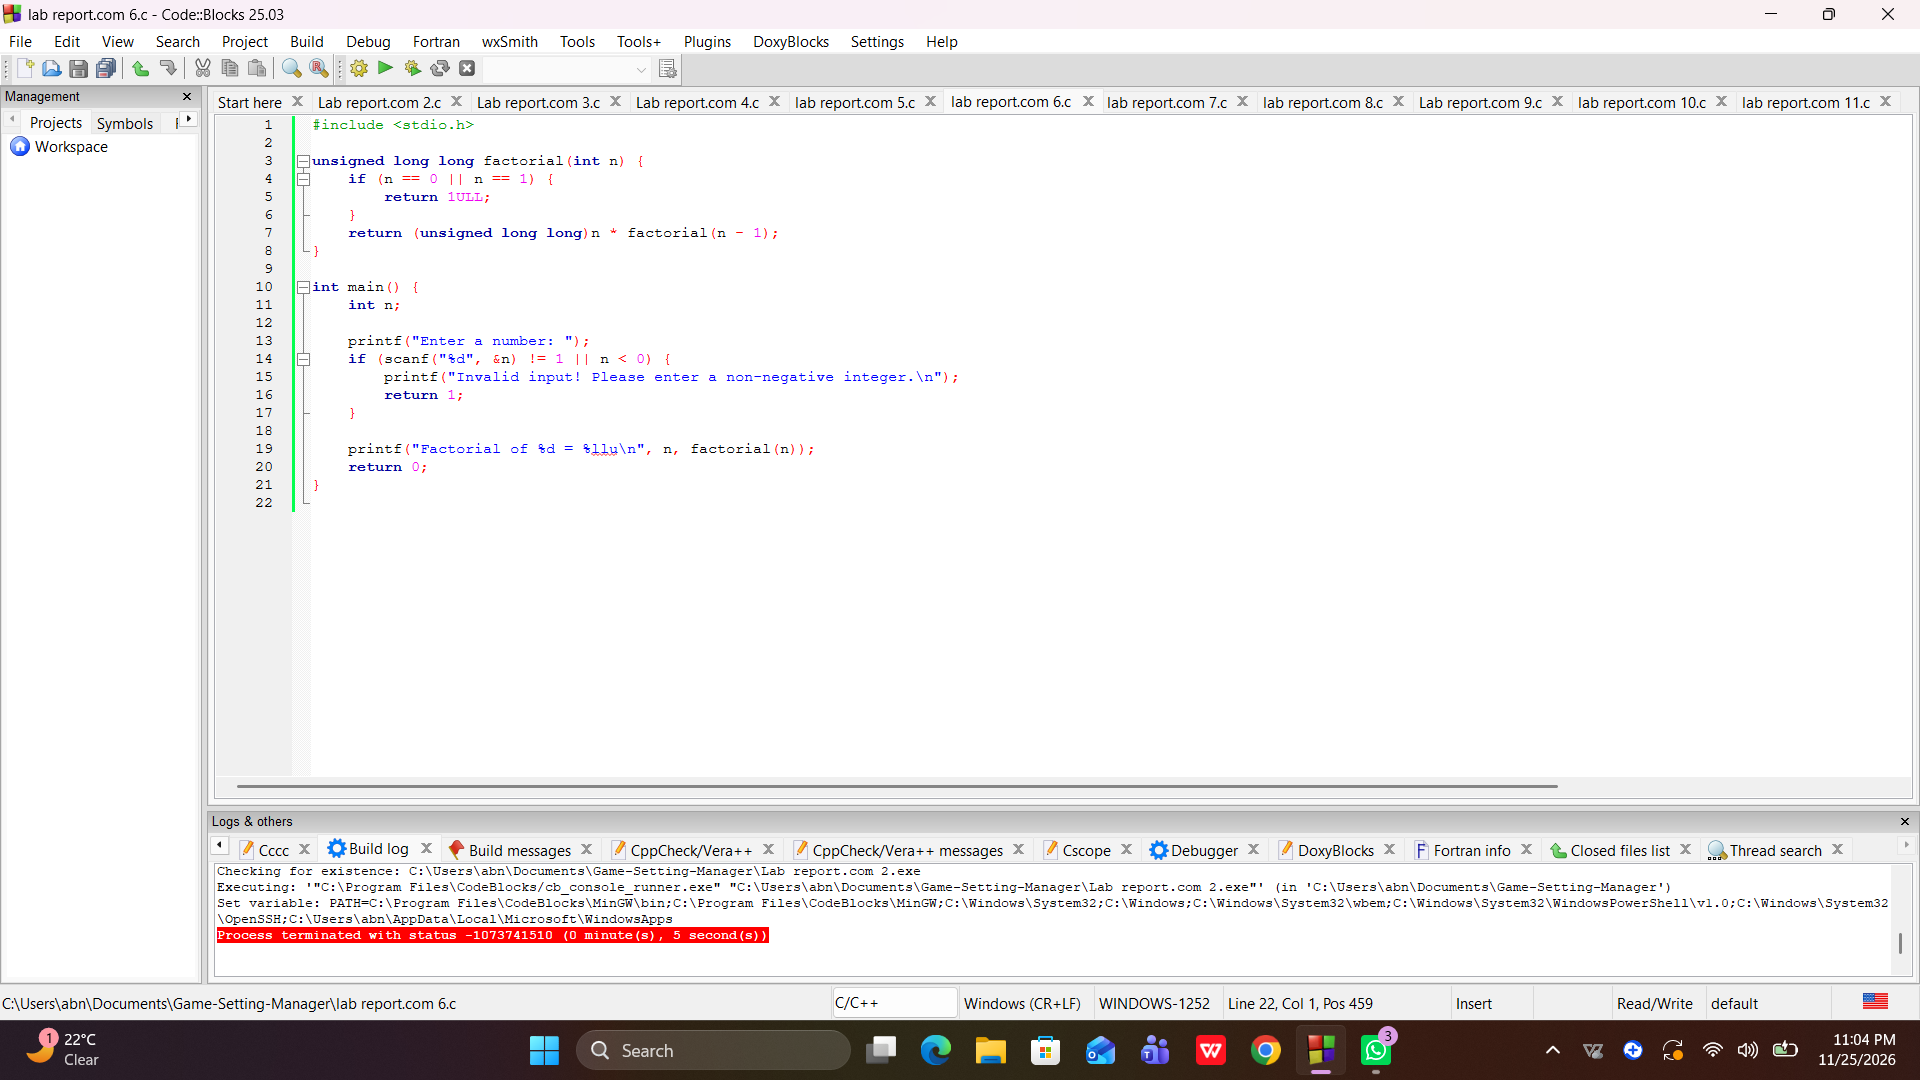 lab report.com 6.c - Code::Blocks 25.03
File Edit View Search Project Build Debug Fortran wxSmith Tools Tools+ Plugins DoxyBlocks Settings Help
Management
Projects Symbols
Workspace
Start here Lab report.com 2.c Lab report.com 3.c Lab report.com 4.c lab report.com 5.c lab report.com 6.c lab report.com 7.c lab report.com 8.c Lab report.com 9.c lab report.com 10.c lab report.com 11.c
1 #include <stdio.h>
2
3 unsigned long long factorial(int n) {
4 if (n == 0 || n == 1) {
5 return 1ULL;
6 }
7 return (unsigned long long)n * factorial(n - 1);
8 }
9
10 int main() {
11 int n;
12
13 printf("Enter a number: ");
14 if (scanf("%d", &n) != 1 || n < 0) {
15 printf("Invalid input! Please enter a non-negative integer.\n");
16 return 1;
17 }
18
19 printf("Factorial of %d = %llu\n", n, factorial(n));
20 return 0;
21 }
22
Logs & others
Cccc Build log Build messages CppCheck/Vera++ CppCheck/Vera++ messages Cscope Debugger DoxyBlocks Fortran info Closed files list Thread search
Checking for existence: C:\Users\abn\Documents\Game-Setting-Manager\Lab report.com 2.exe
Executing: '"C:\Program Files\CodeBlocks/cb_console_runner.exe" "C:\Users\abn\Documents\Game-Setting-Manager\Lab report.com 2.exe"' (in 'C:\Users\abn\Documents\Game-Setting-Manager')
Set variable: PATH=C:\Program Files\CodeBlocks\MinGW\bin;C:\Program Files\CodeBlocks\MinGW;C:\Windows\System32;C:\Windows;C:\Windows\System32\wbem;C:\Windows\System32\WindowsPowerShell\v1.0;C:\Windows\System32
\OpenSSH;C:\Users\abn\AppData\Local\Microsoft\WindowsApps
Process terminated with status -1073741510 (0 minute(s), 5 second(s))
C:\Users\abn\Documents\Game-Setting-Manager\lab report.com 6.c C/C++ Windows (CR+LF) WINDOWS-1252 Line 22, Col 1, Pos 459 Insert Read/Write default
1 22°C
Clear
Search
3
11:04 PM
11/25/2026